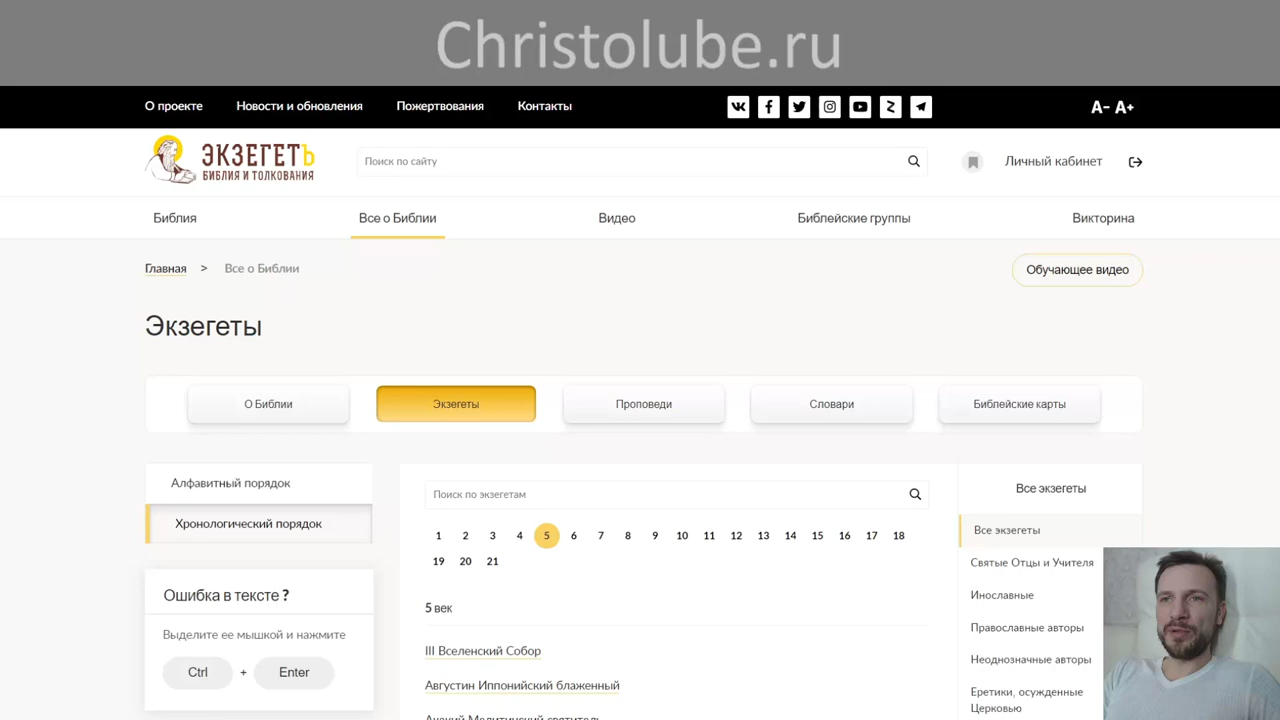 Christolube.ru
О проекте Новости и обновления Пожертвования Контакты A- A+
ЭКЗЕГЕТЪ
БИБЛИЯ И ТОЛКОВАНИЯ
Поиск по сайту
Личный кабинет
Библия Все о Библии Видео Библейские группы Викторина
Главная > Все о Библии
Обучающее видео
Экзегеты
О Библии Экзегеты Проповеди Словари Библейские карты
Алфавитный порядок
Хронологический порядок
Ошибка в тексте ?
Выделите ее мышкой и нажмите
Ctrl + Enter
Поиск по экзегетам
1 2 3 4 5 6 7 8 9 10 11 12 13 14 15 16 17 18
19 20 21
5 век
III Вселенский Собор
Августин Иппонийский блаженный
Акакий Мелитинский святитель
Все экзегеты
Все экзегеты
Святые Отцы и Учителя
Инославные
Православные авторы
Неоднозначные авторы
Еретики, осужденные
Церковью